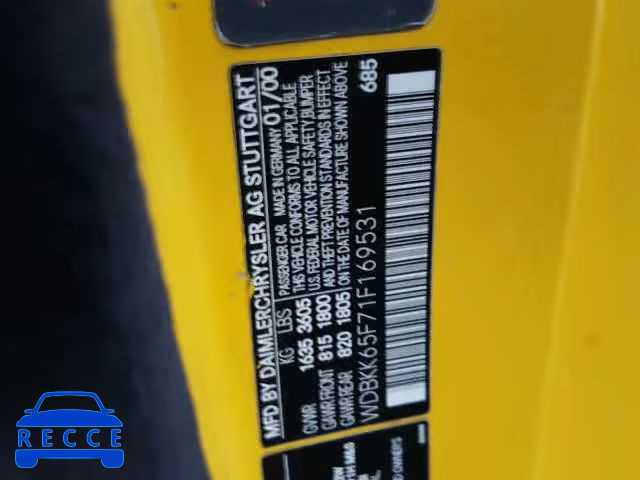 MFD BY DAIMLERCHRYSLER AG STUTTGART
PASSENGER CAR MADE IN GERMANY 01/00
KG LBS THIS VEHICLE CONFORMS TO ALL APPLICABLE
GVWR 1635 3605 U.S. FEDERAL MOTOR VEHICLE SAFETY BUMPER
GAWR FRONT 815 1800 AND THEFT PREVENTION STANDARDS IN EFFECT
GAWR REAR 820 1805 ON THE DATE OF MANUFACTURE SHOWN ABOVE
685
WDBKK65F71F169531
RECCE